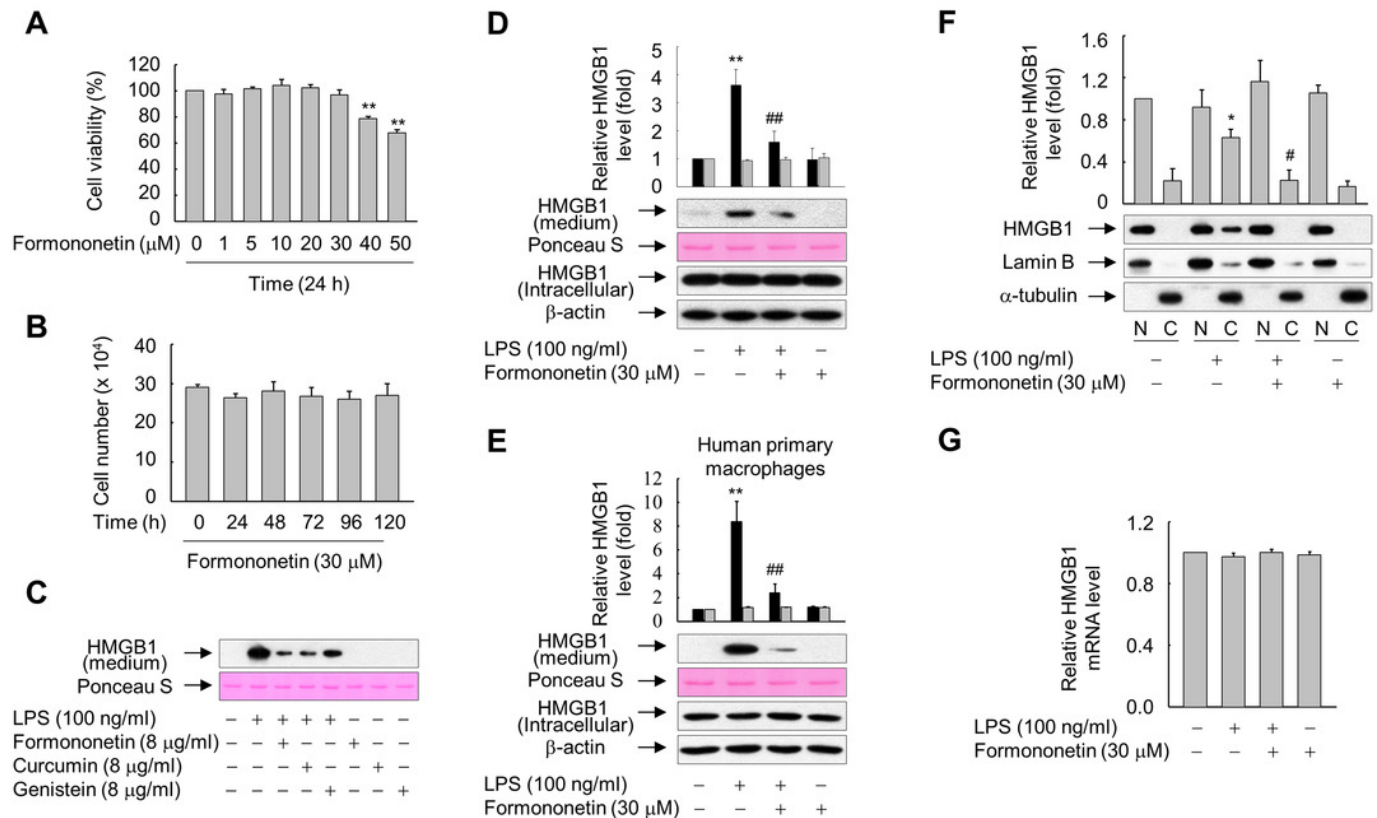 A
120
100
80
60
40
20
0
Cell viability (%)
**
**
Formononetin (μM) 0 1 5 10 20 30 40 50
Time (24 h)
B
40
30
20
10
0
Cell number (x 10⁴)
Time (h) 0 24 48 72 96 120
Formononetin (30 μM)
C
HMGB1
(medium)
Ponceau S
LPS (100 ng/ml) – + + + + – – –
Formononetin (8 μg/ml) – – + – – + – –
Curcumin (8 μg/ml) – – – + – – + –
Genistein (8 μg/ml) – – – – + – – +
D
5
4
3
2
1
0
Relative HMGB1
level (fold)
**
##
HMGB1
(medium)
Ponceau S
HMGB1
(Intracellular)
β-actin
LPS (100 ng/ml) – + + –
Formononetin (30 μM) – – + +
E
Human primary
macrophages
12
10
8
6
4
2
0
Relative HMGB1
level (fold)
**
##
HMGB1
(medium)
Ponceau S
HMGB1
(Intracellular)
β-actin
LPS (100 ng/ml) – + + –
Formononetin (30 μM) – – + +
F
1.6
1.2
0.8
0.4
0
Relative HMGB1
level (fold)
*
#
HMGB1
Lamin B
α-tubulin
N C N C N C N C
LPS (100 ng/ml) – + + –
Formononetin (30 μM) – – + +
G
1.2
0.8
0.4
0.0
Relative HMGB1
mRNA level
LPS (100 ng/ml) – + + –
Formononetin (30 μM) – – + +